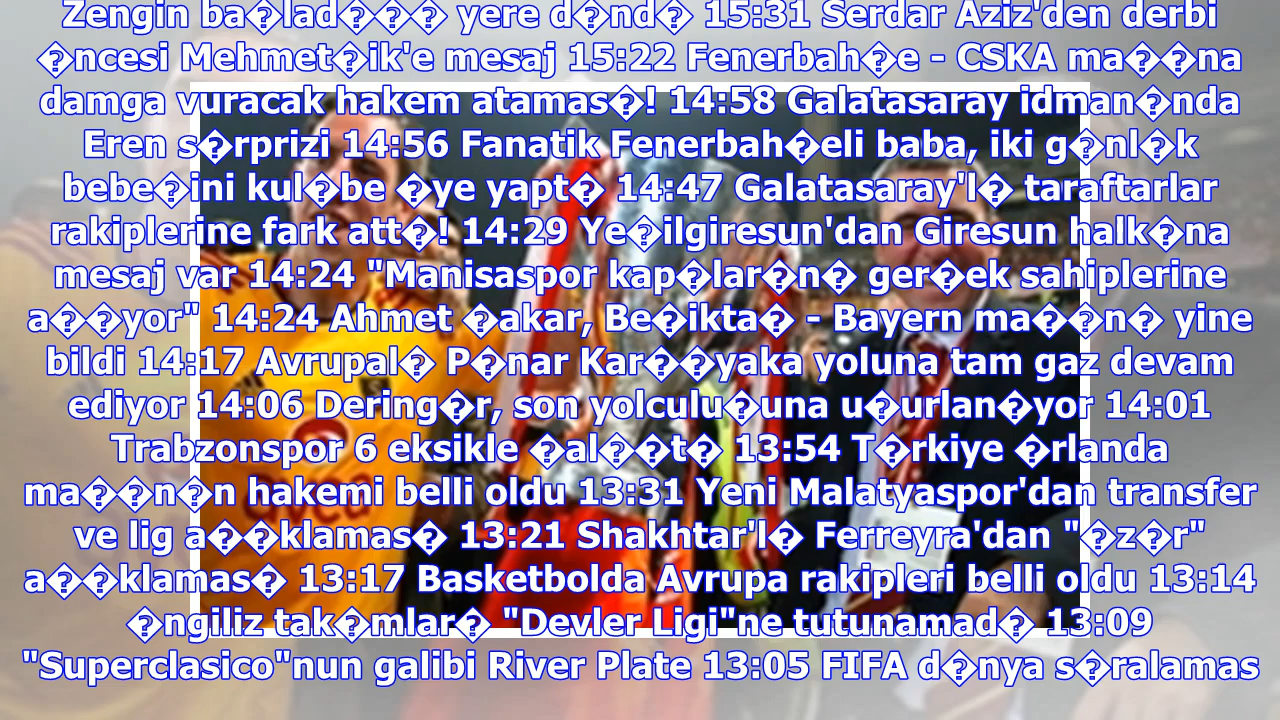 Zengin ba�lad��� yere d�nd� 15:31 Serdar Aziz'den derbi
�ncesi Mehmet�ik'e mesaj 15:22 Fenerbah�e - CSKA ma��na
damga vuracak hakem atamas�! 14:58 Galatasaray idman�nda
Eren s�rprizi 14:56 Fanatik Fenerbah�eli baba, iki g�nl�k
bebe�ini kul�be �ye yapt� 14:47 Galatasaray'l� taraftarlar
rakiplerine fark att�! 14:29 Ye�ilgiresun'dan Giresun halk�na
mesaj var 14:24 "Manisaspor kap�lar�n� ger�ek sahiplerine
a��yor" 14:24 Ahmet �akar, Be�ikta� - Bayern ma��n� yine
bildi 14:17 Avrupal� P�nar Kar��yaka yoluna tam gaz devam
ediyor 14:06 Dering�r, son yolculu�una u�urlan�yor 14:01
Trabzonspor 6 eksikle �al��t� 13:54 T�rkiye �rlanda
ma��n�n hakemi belli oldu 13:31 Yeni Malatyaspor'dan transfer
ve lig a��klamas� 13:21 Shakhtar'l� Ferreyra'dan "�z�r"
a��klamas� 13:17 Basketbolda Avrupa rakipleri belli oldu 13:14
�ngiliz tak�mlar� "Devler Ligi"ne tutunamad� 13:09
"Superclasico"nun galibi River Plate 13:05 FIFA d�nya s�ralamas
avea